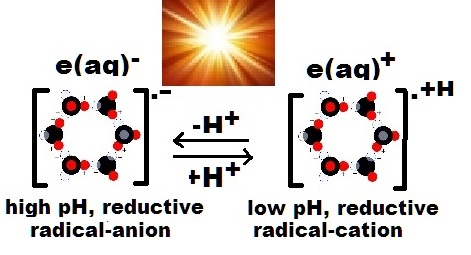 e(aq)-
e(aq)+
.-
.+H
-H+
+H+
high pH, reductive
radical-anion
low pH, reductive
radical-cation